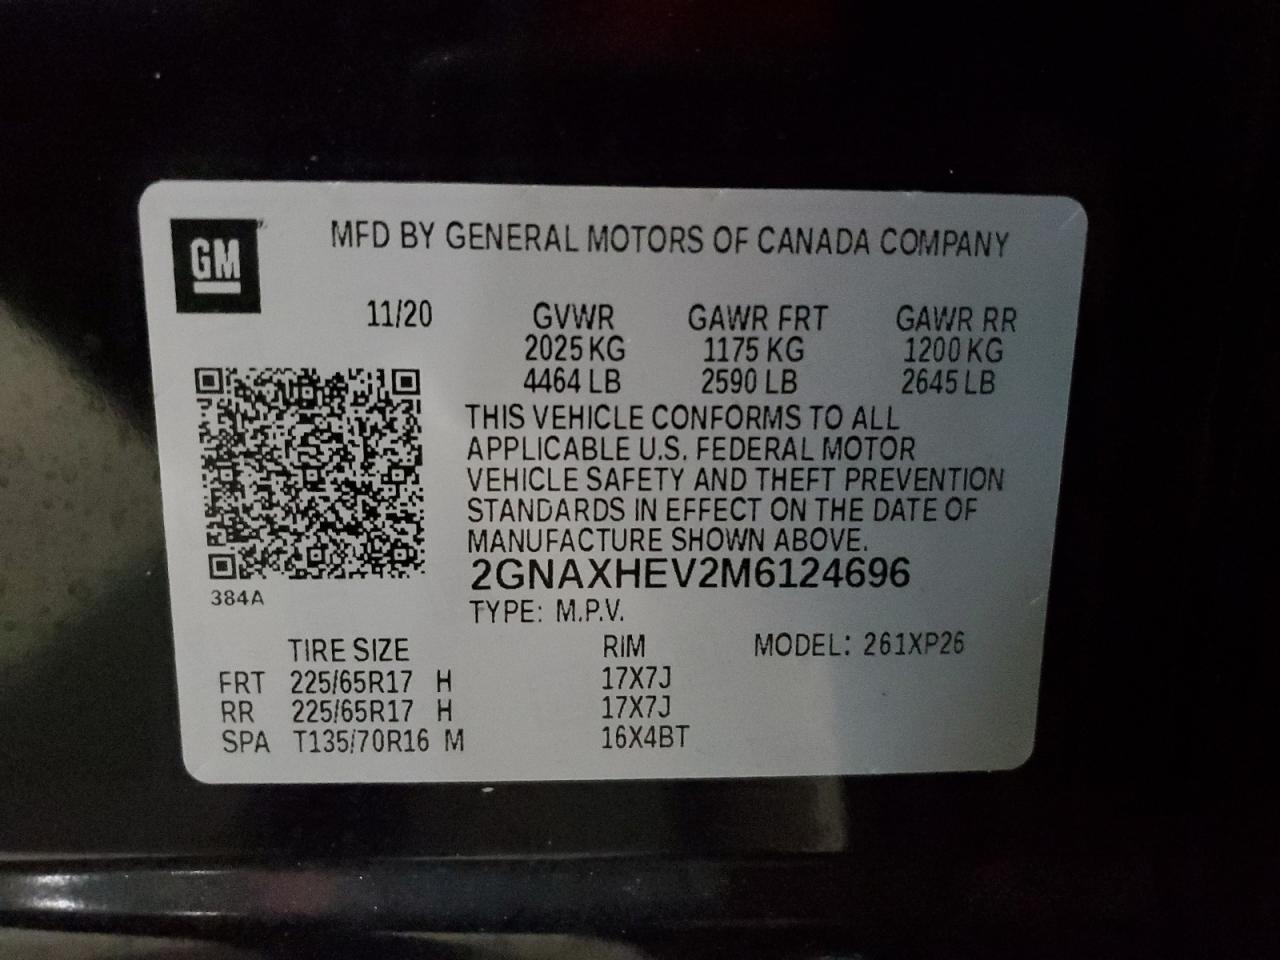 GM
MFD BY GENERAL MOTORS OF CANADA COMPANY
11/20 GVWR GAWR FRT GAWR RR
2025 KG 1175 KG 1200 KG
4464 LB 2590 LB 2645 LB
THIS VEHICLE CONFORMS TO ALL
APPLICABLE U.S. FEDERAL MOTOR
VEHICLE SAFETY AND THEFT PREVENTION
STANDARDS IN EFFECT ON THE DATE OF
MANUFACTURE SHOWN ABOVE.
2GNAXHEV2M6124696
384A
TYPE: M.P.V.
TIRE SIZE RIM MODEL: 261XP26
FRT 225/65R17 H 17X7J
RR 225/65R17 H 17X7J
SPA T135/70R16 M 16X4BT